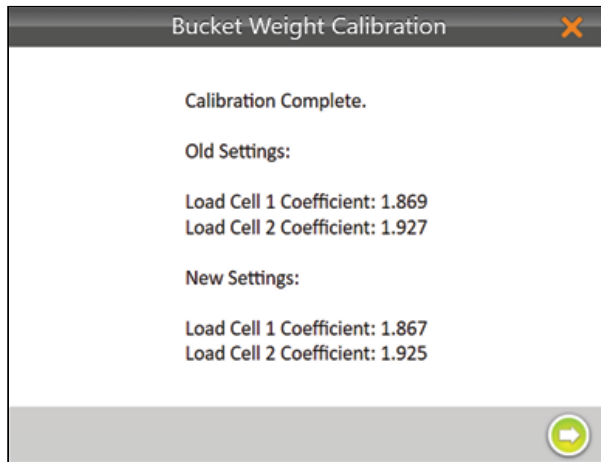 Bucket Weight Calibration
Calibration Complete.
Old Settings:
Load Cell 1 Coefficient: 1.869
Load Cell 2 Coefficient: 1.927
New Settings:
Load Cell 1 Coefficient: 1.867
Load Cell 2 Coefficient: 1.925